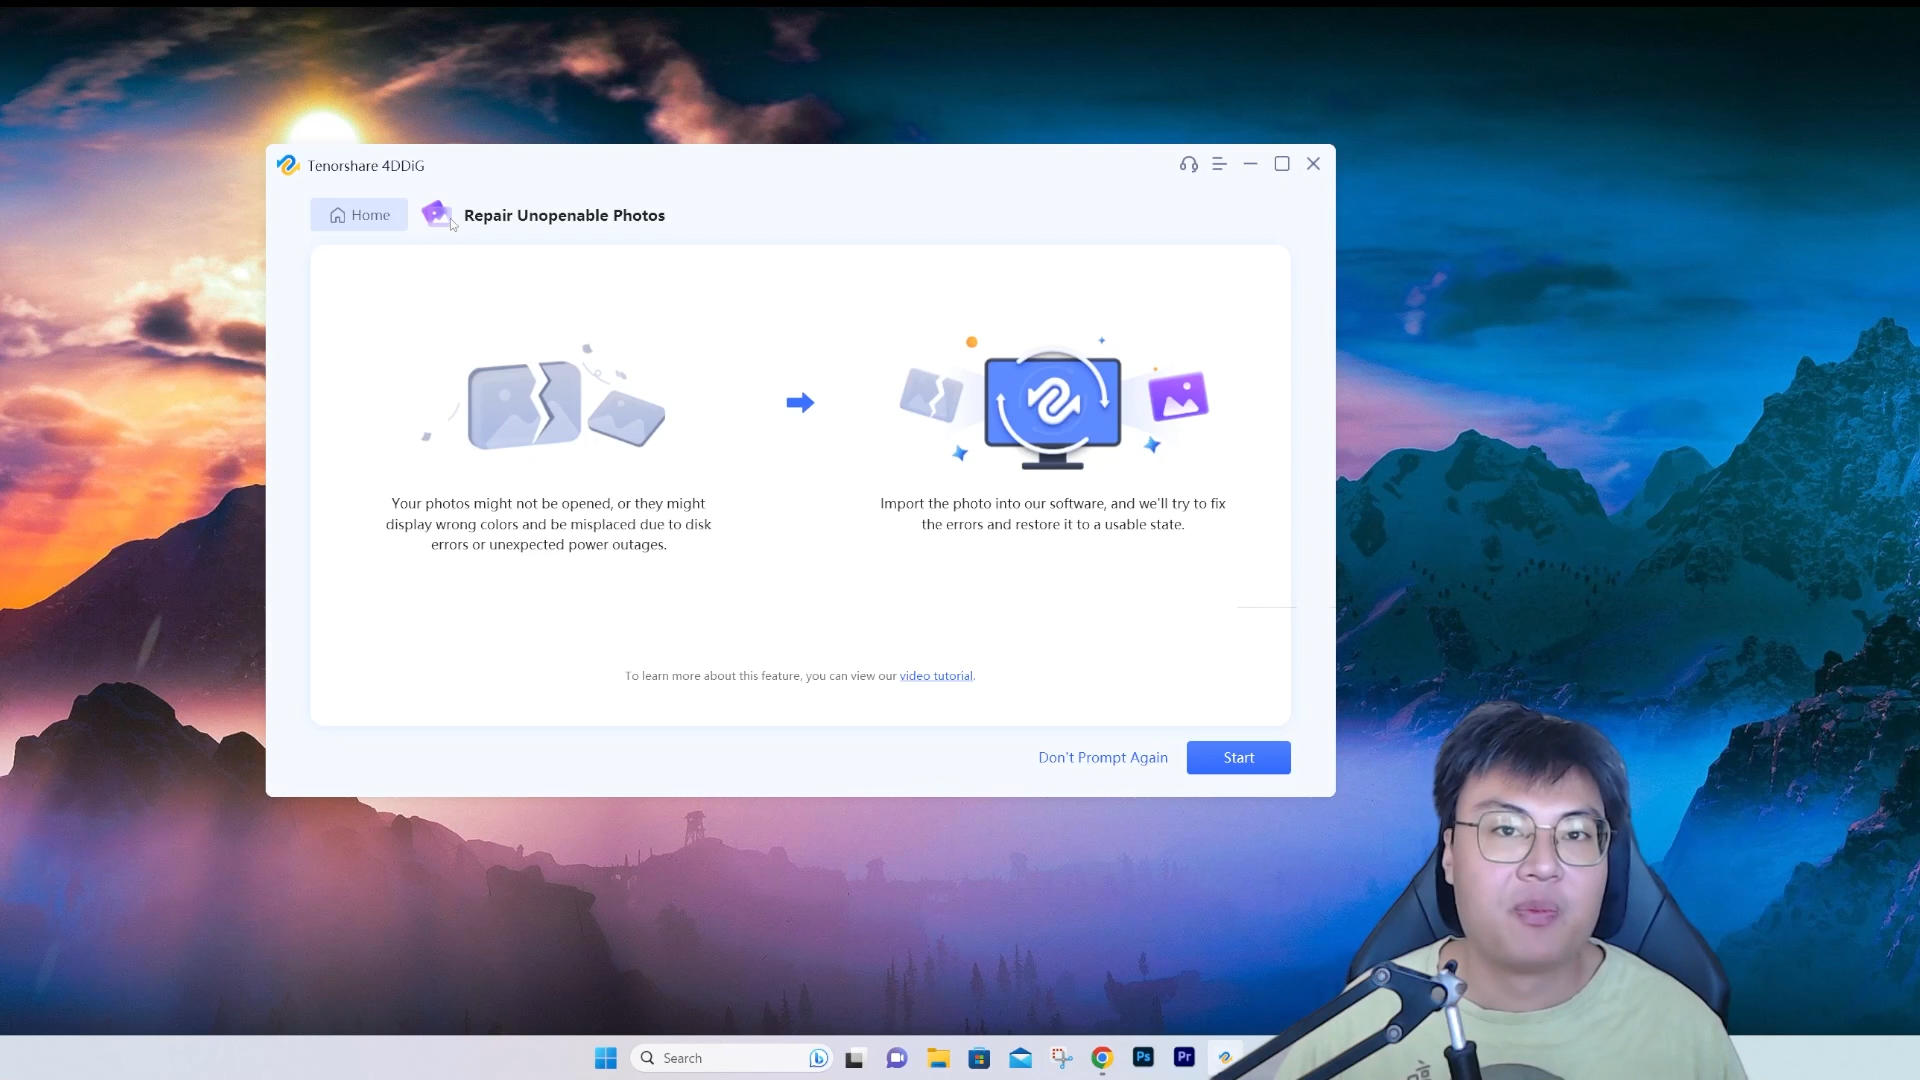 Tenorshare 4DDiG
Home
Repair Unopenable Photos
Your photos might not be opened, or they might
display wrong colors and be misplaced due to disk
errors or unexpected power outages.
Import the photo into our software, and we'll try to fix
the errors and restore it to a usable state.
To learn more about this feature, you can view our video tutorial.
Don't Prompt Again
Start
Search
Ps
Pr